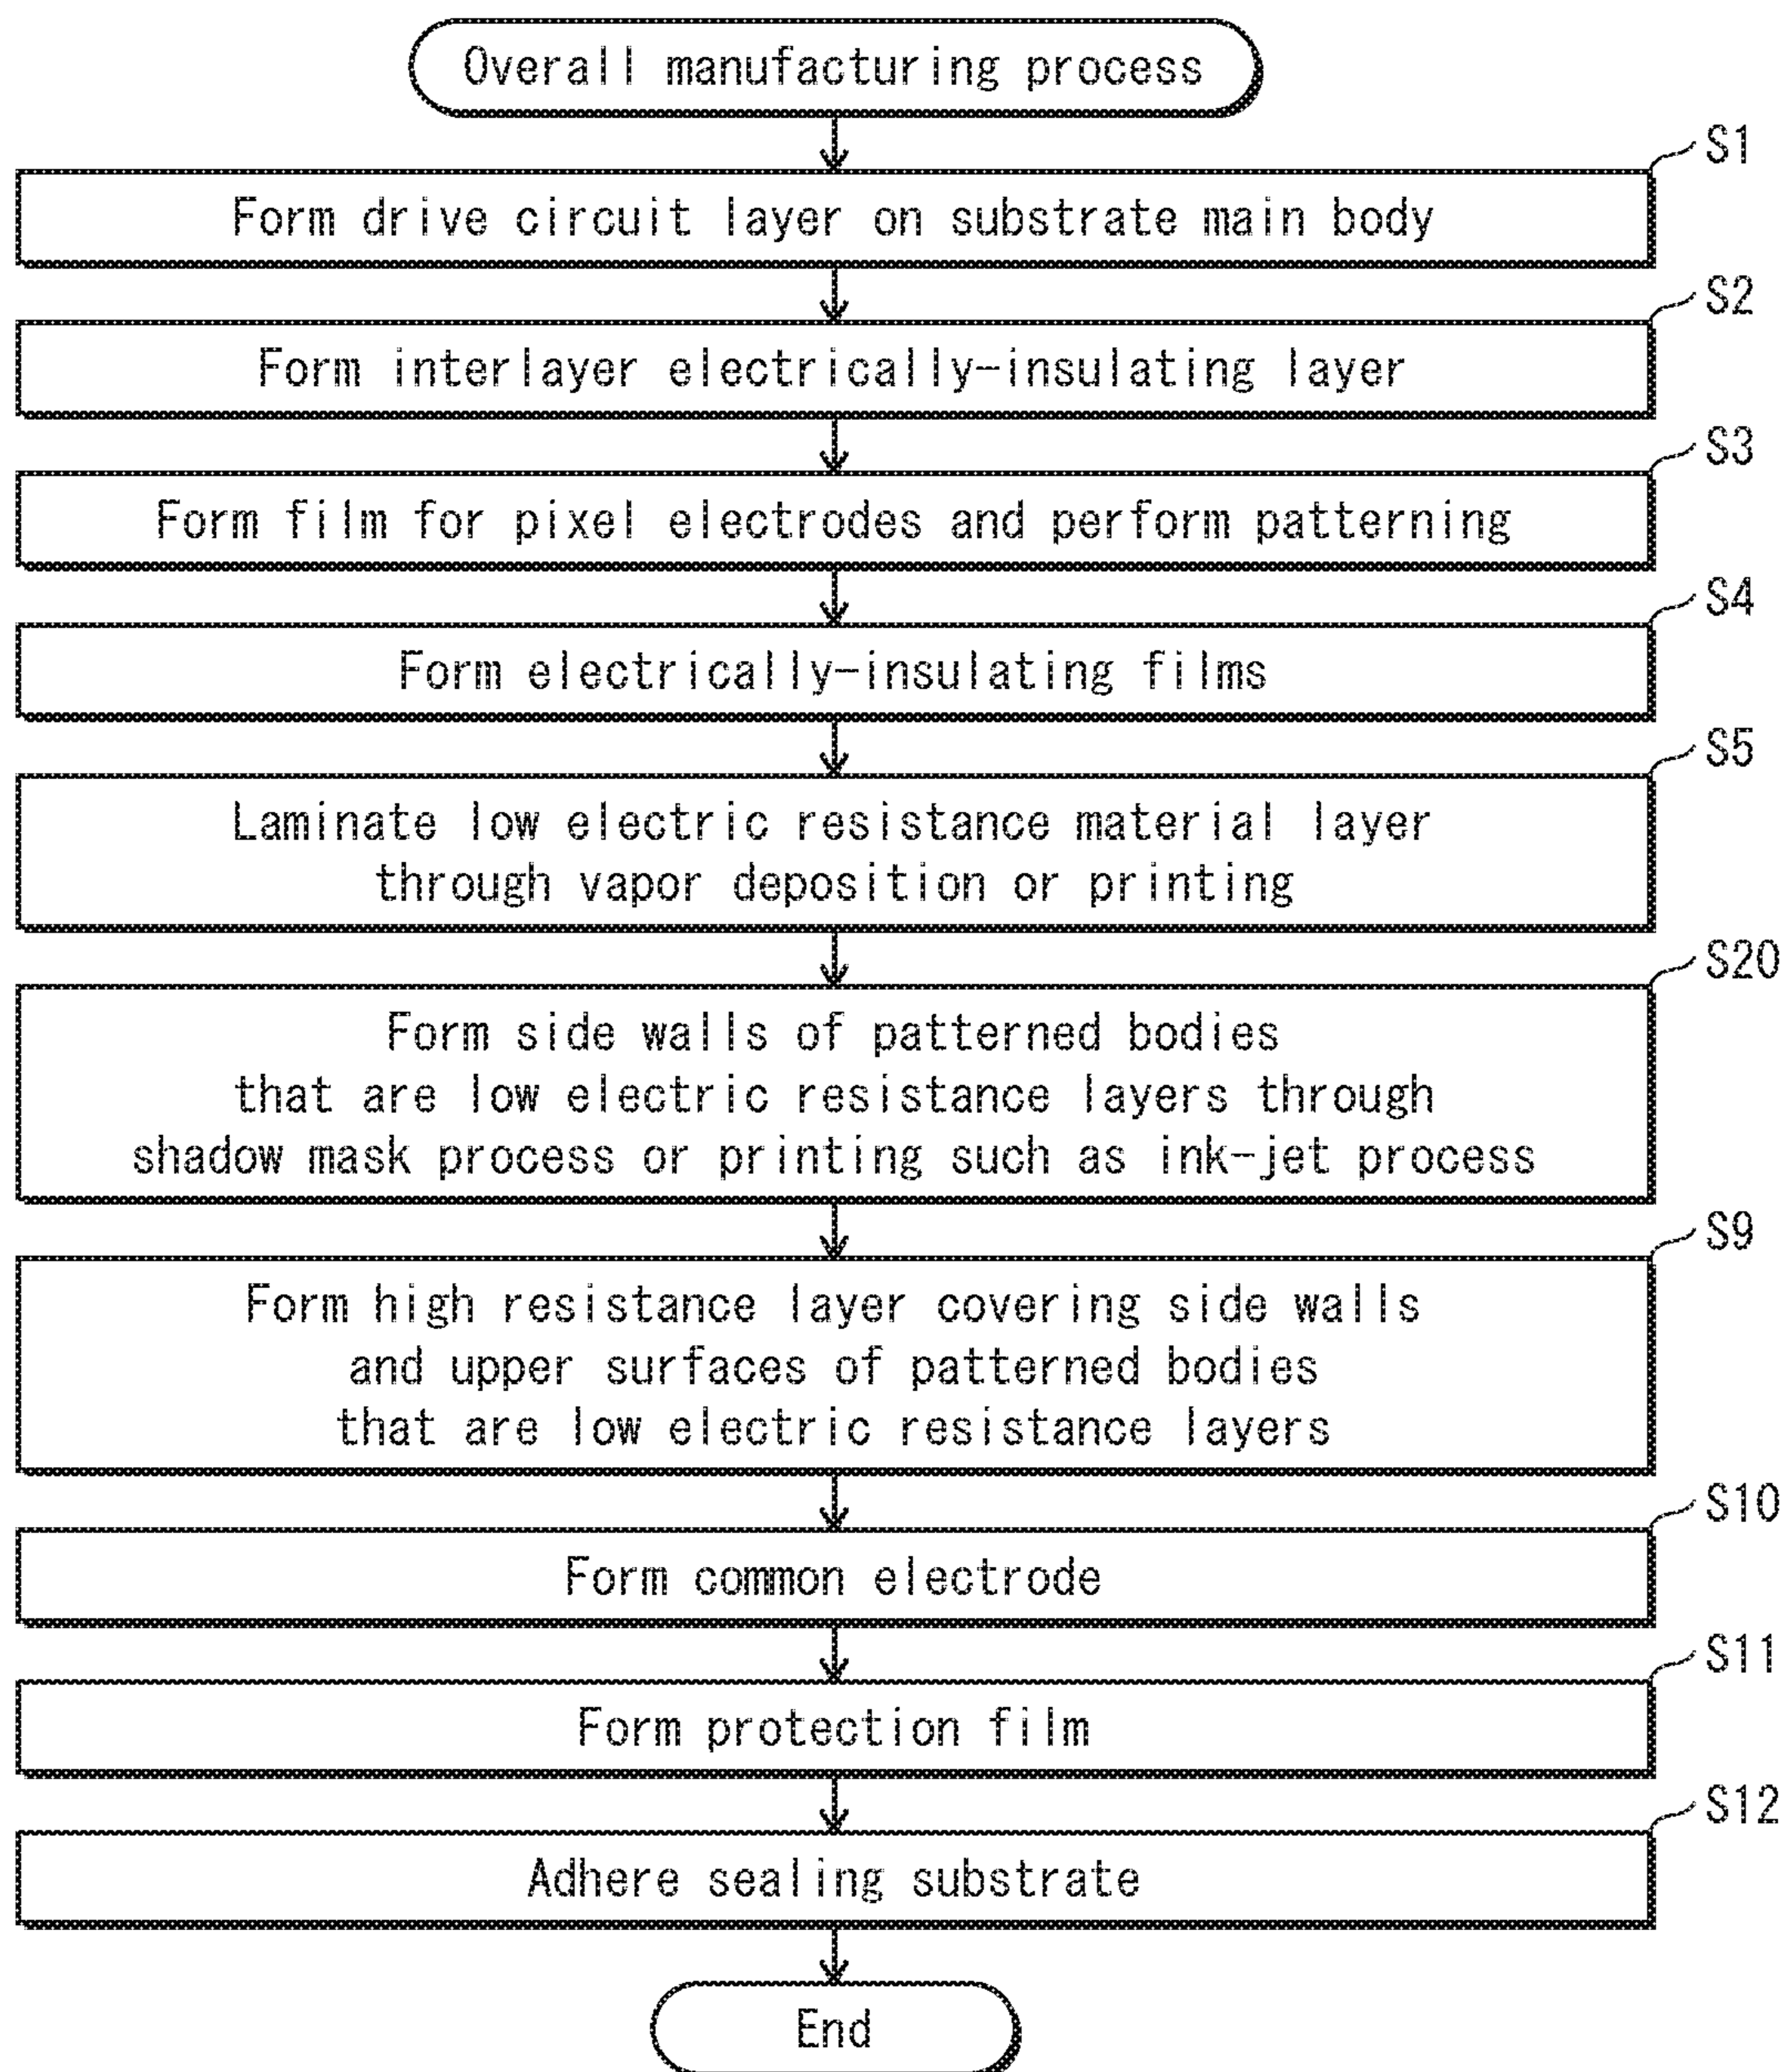 Overall manufacturing process
S1
Form drive circuit layer on substrate main body
S2
Form interlayer electrically-insulating layer
S3
Form film for pixel electrodes and perform patterning
S4
Form electrically-insulating films
S5
Laminate low electric resistance material layer
through vapor deposition or printing
S20
Form side walls of patterned bodies
that are low electric resistance layers through
shadow mask process or printing such as ink-jet process
S9
Form high resistance layer covering side walls
and upper surfaces of patterned bodies
that are low electric resistance layers
S10
Form common electrode
S11
Form protection film
S12
Adhere sealing substrate
End